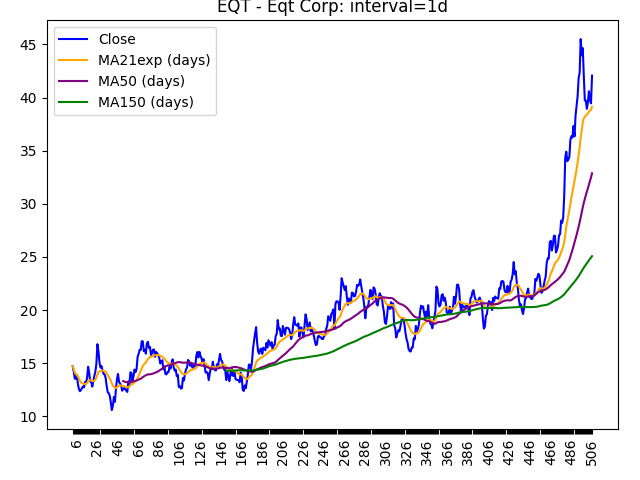 EQT - Eqt Corp: interval=1d
Close
MA21exp (days)
MA50 (days)
MA150 (days)
45
40
35
30
25
20
15
10
6 26 46 66 86 106 126 146 166 186 206 226 246 266 286 306 326 346 366 386 406 426 446 466 486 506